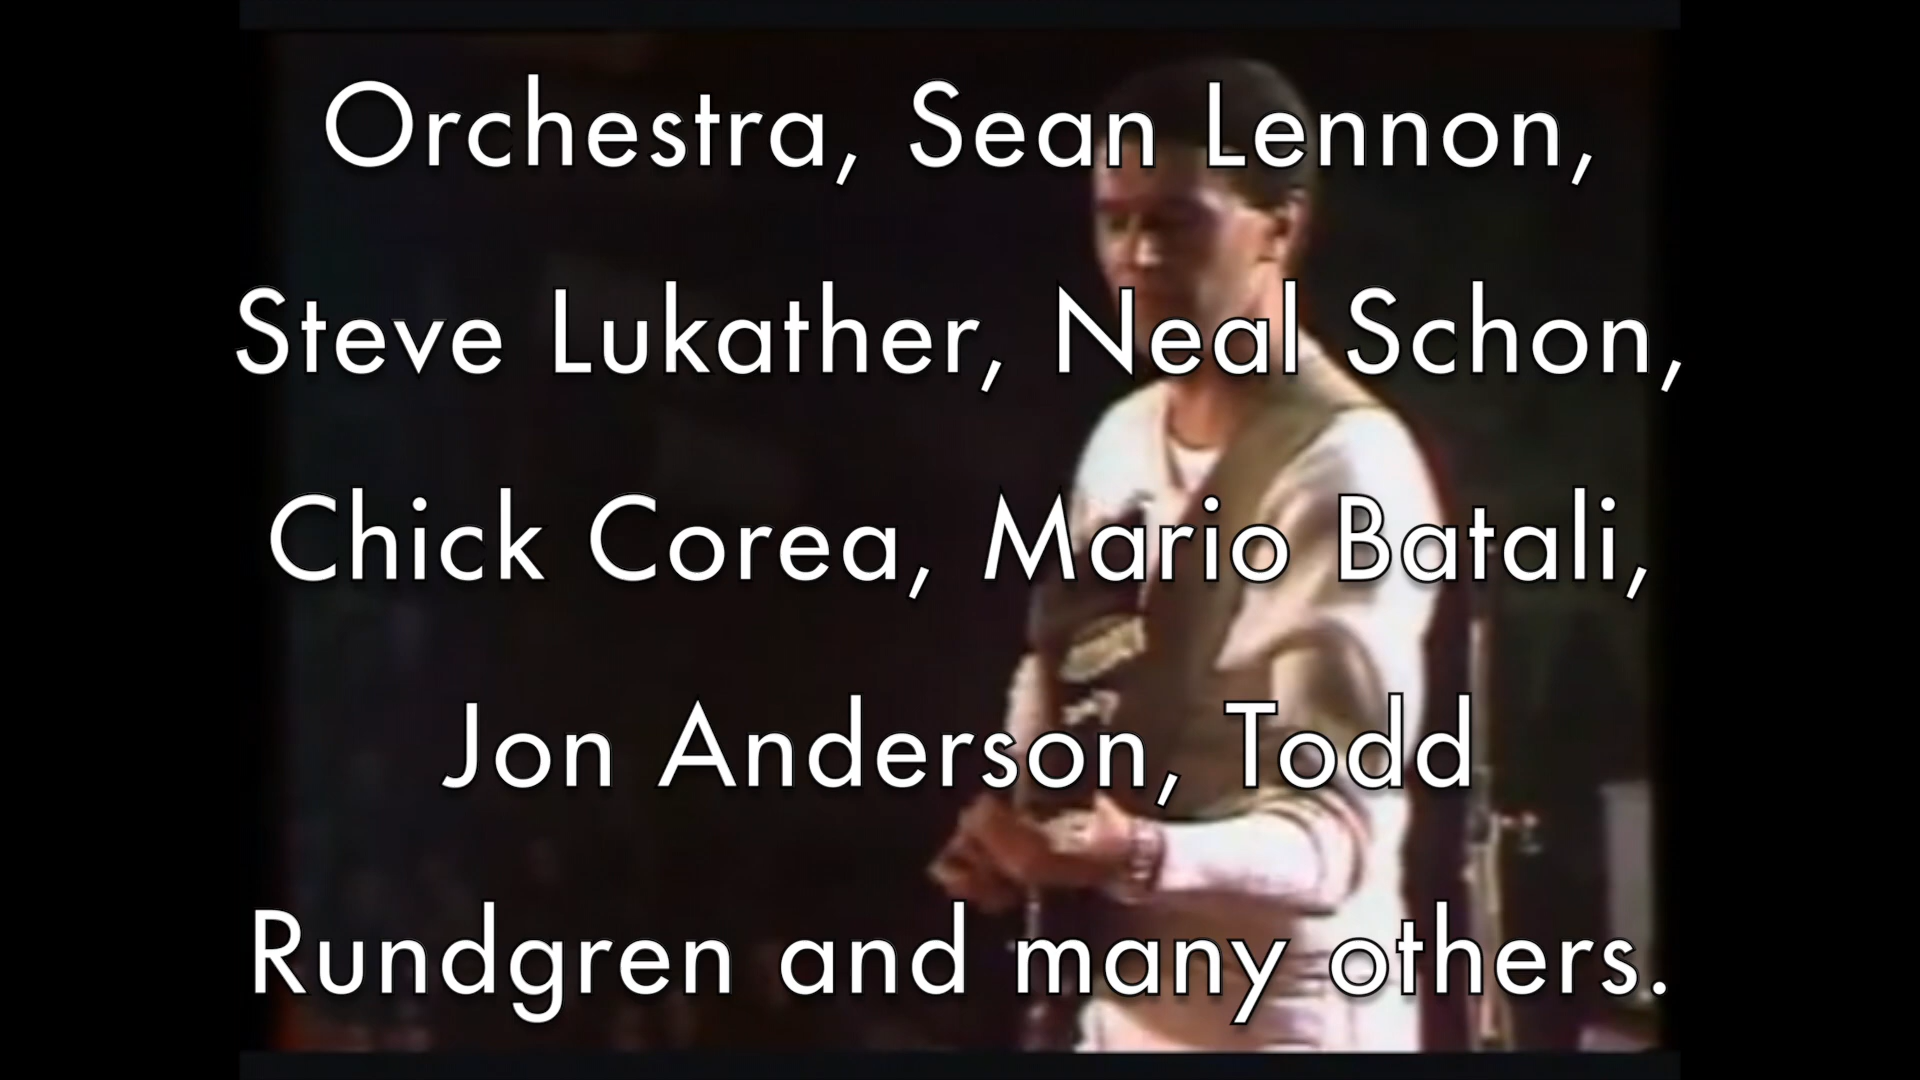 Orchestra, Sean Lennon,
Steve Lukather, Neal Schon,
Chick Corea, Mario Batali,
Jon Anderson, Todd
Rundgren and many others.